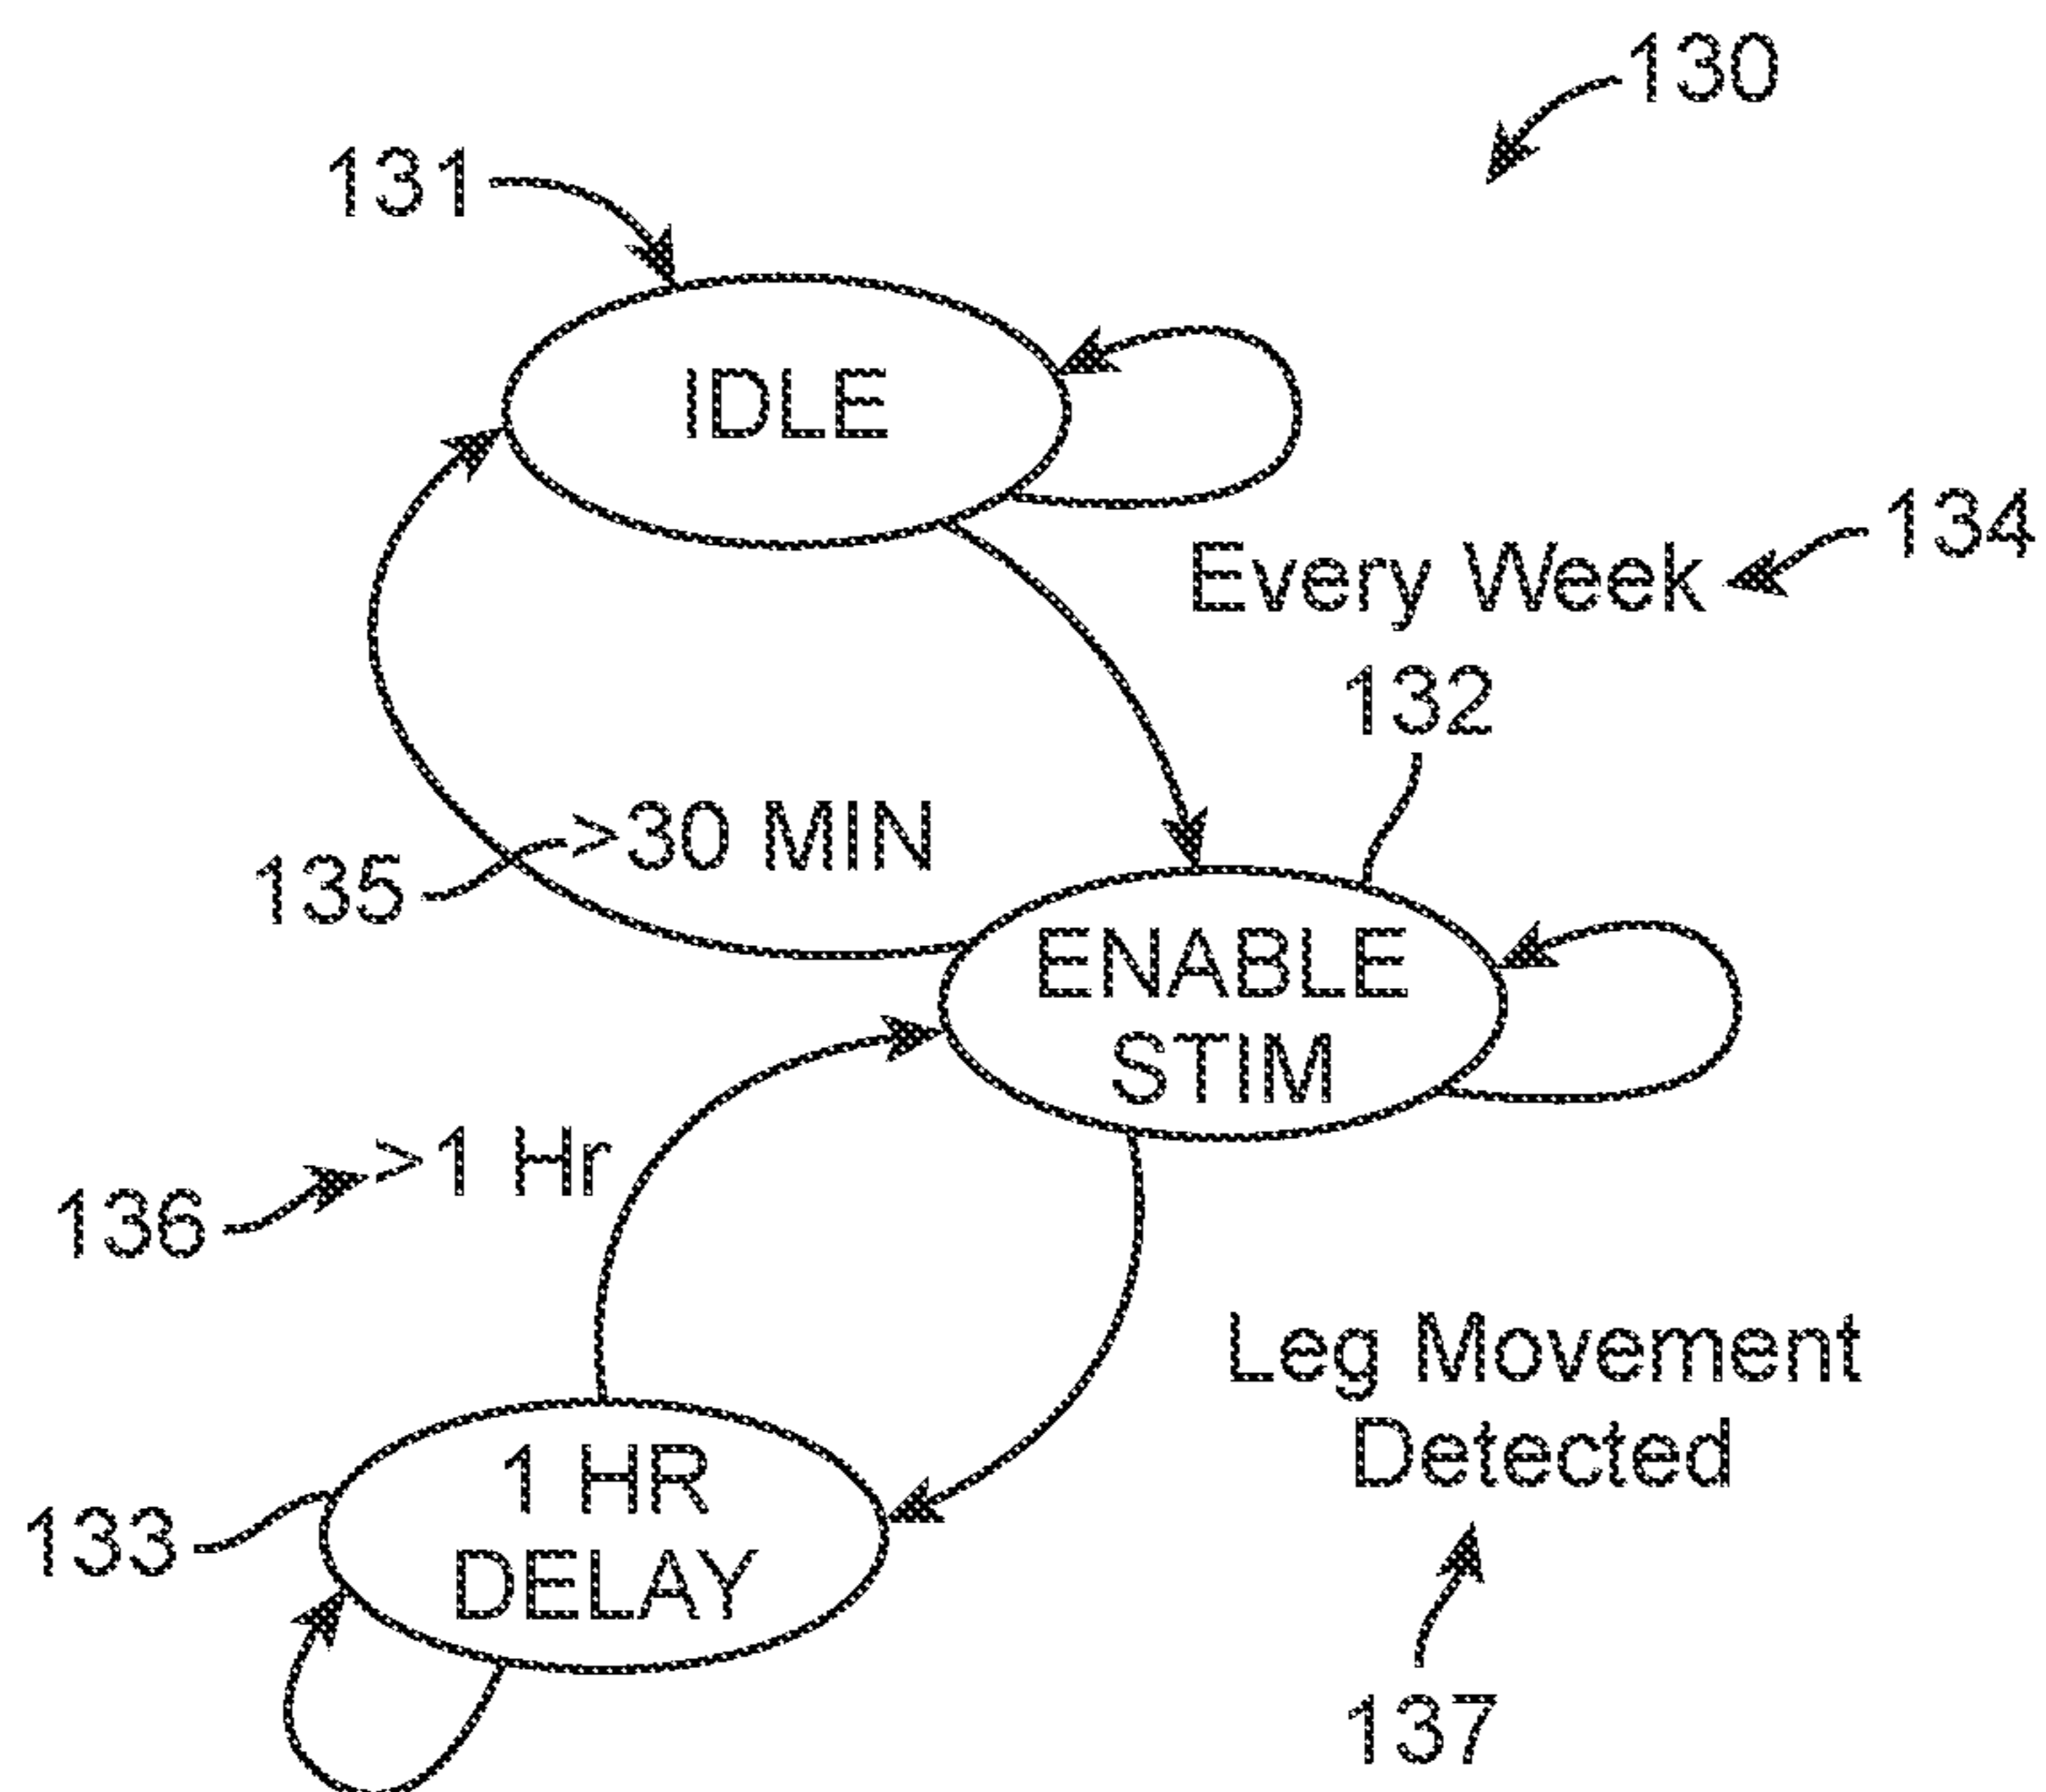 130
131
IDLE
134
Every Week
132
>30 MIN
135
ENABLE
STIM
>1 Hr
136
Leg Movement
Detected
1 HR
DELAY
133
137